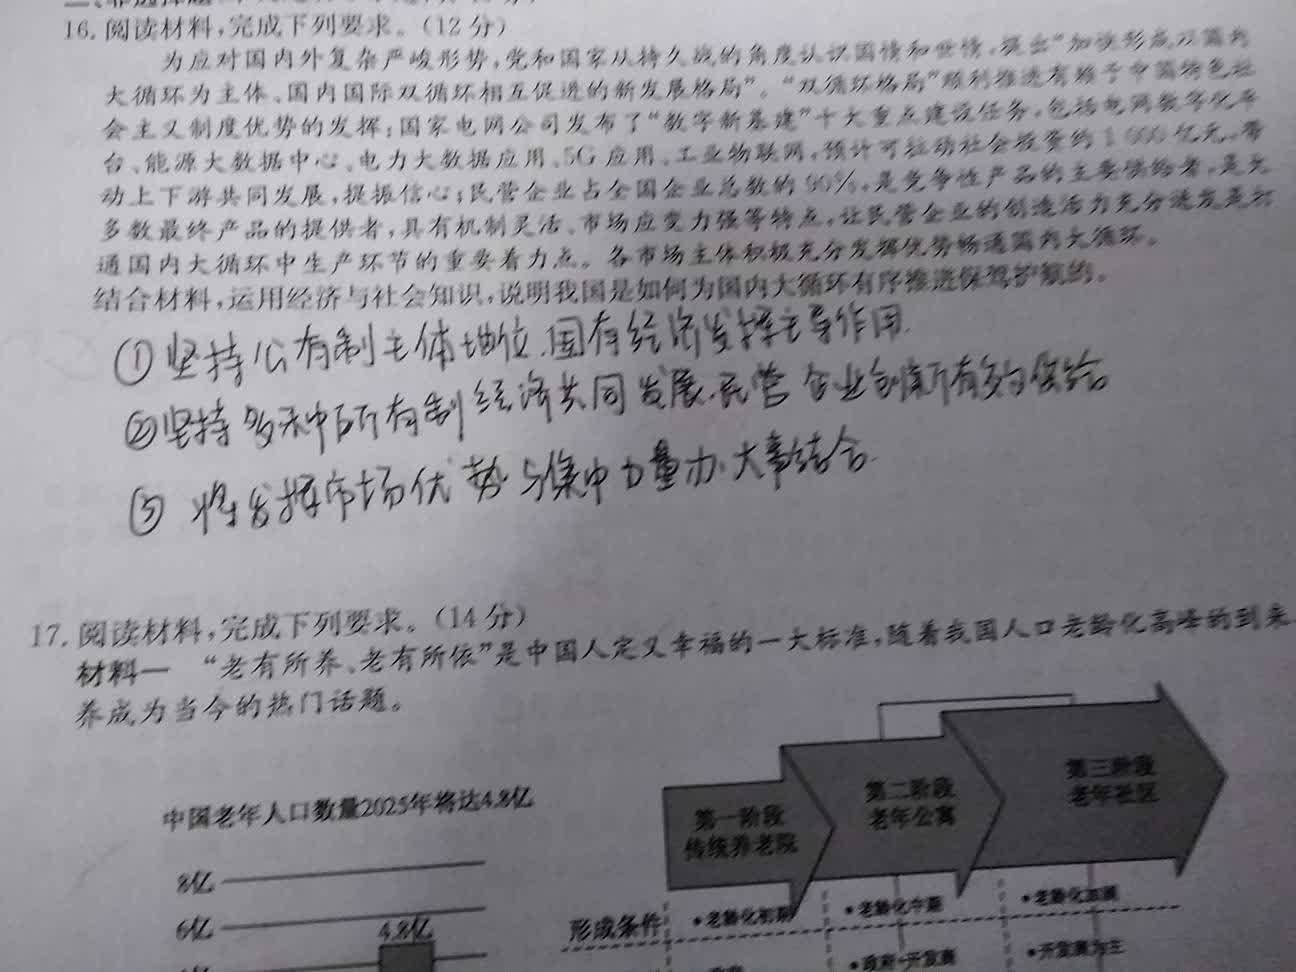 16. 阅读材料,完成下列要求。(12分)
为应对国内外复杂严峻形势,党和国家从持久战的角度认识国情和世情,提出“加快形成以国内
大循环为主体、国内国际双循环相互促进的新发展格局”。“双循环格局”顺利推进有赖于中国特色社
会主义制度优势的发挥;国家电网公司发布了“数字新基建”十大重点建设任务,包括电网数字化平
台、能源大数据中心、电力大数据应用、5G应用、工业物联网,预计可拉动社会投资约1 000亿元,带
动上下游共同发展,提振信心;民营企业占全国企业总数的90%,是竞争性产品的主要供给者,是大
多数最终产品的提供者,具有机制灵活、市场应变力强等特点,让民营企业的创造活力充分迸发是打
通国内大循环中生产环节的重要着力点。各市场主体积极充分发挥优势畅通国内大循环。
结合材料,运用经济与社会知识,说明我国是如何为国内大循环有序推进保驾护航的。
①坚持公有制主体地位.国有经济发挥主导作用.
②坚持多种所有制经济共同发展.民营企业创新有效供给
③将发挥市场优势与集中力量办大事结合.
17. 阅读材料,完成下列要求。(14分)
材料一 “老有所养、老有所依”是中国人定义幸福的一大标准,随着我国人口老龄化高峰的到来
养成为当今的热门话题。
中国老年人口数量2025年将达4.8亿
8亿
6亿
4.8亿
第一阶段
传统养老院
第二阶段
老年公寓
第三阶段
老年社区
形成条件
•老龄化初期
•老龄化中期
•政府+开发商
•开发商为主